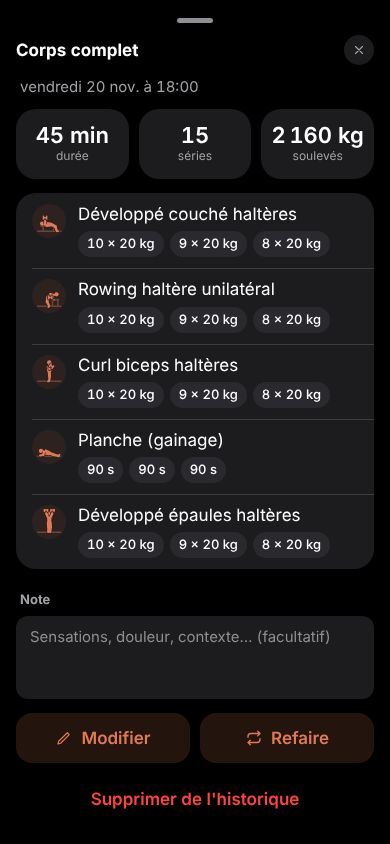 Corps complet
vendredi 20 nov. à 18:00
45 min 15 2 160 kg
durée séries soulevés
Développé couché haltères
10 × 20 kg 9 × 20 kg 8 × 20 kg
Rowing haltère unilatéral
10 × 20 kg 9 × 20 kg 8 × 20 kg
Curl biceps haltères
10 × 20 kg 9 × 20 kg 8 × 20 kg
Planche (gainage)
90 s 90 s 90 s
Développé épaules haltères
10 × 20 kg 9 × 20 kg 8 × 20 kg
Note
Sensations, douleur, contexte... (facultatif)
Modifier Refaire
Supprimer de l'historique